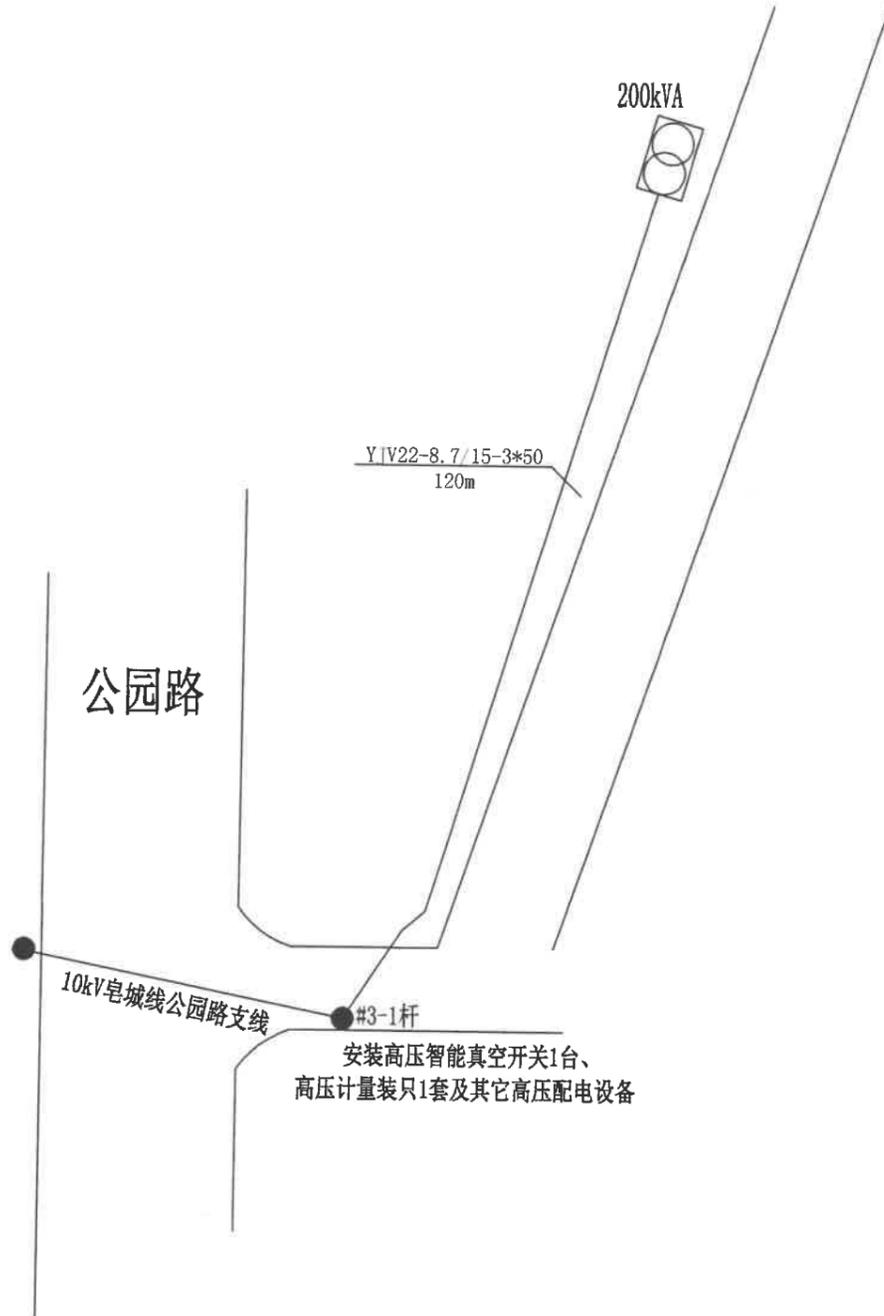 200kVA
YJV22-8.7/15-3*50
120m
公园路
10kV皂城线公园路支线
#3-1杆
安装高压智能真空开关1台、
高压计量装只1套及其它高压配电设备